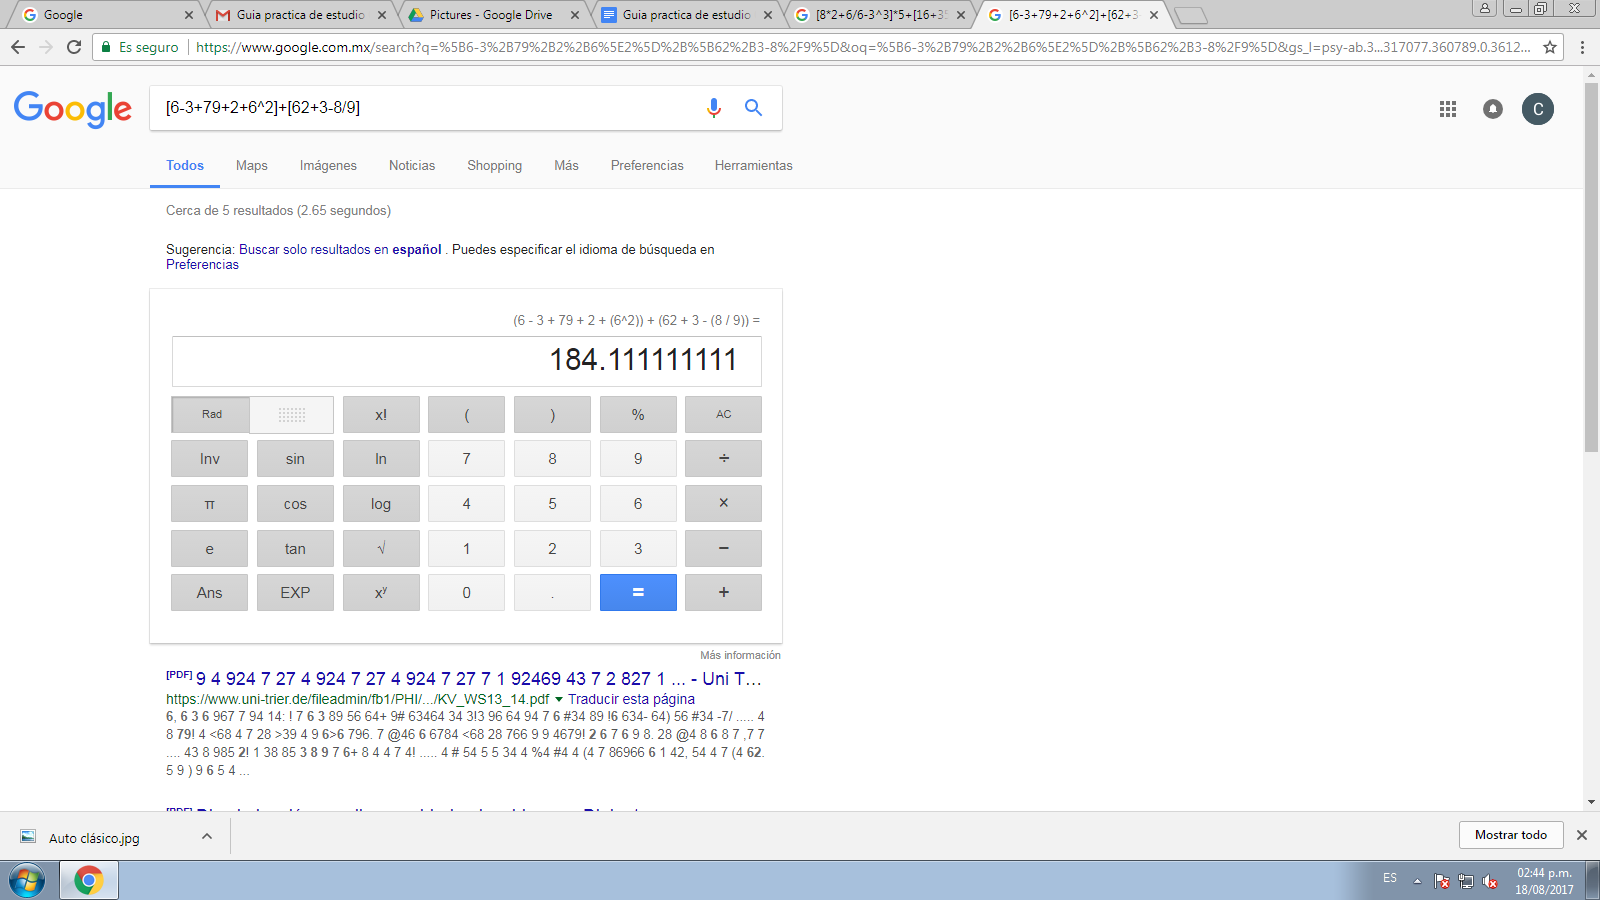 Google
Guia practica de estudio
Pictures - Google Drive
Guia practica de estudio
[8*2+6/6-3^3]*5+[16+35
[6-3+79+2+6^2]+[62+3
Es seguro
https://www.google.com.mx/search?q=%5B6-3%2B79%2B2%2B6%5E2%5D%2B%5B62%2B3-8%2F9%5D&oq=%5B6-3%2B79%2B2%2B6%5E2%5D%2B%5B62%2B3-8%2F9%5D&gs_l=psy-ab.3...317077.360789.0.3612...
Google
[6-3+79+2+6^2]+[62+3-8/9]
C
Todos
Maps
Imágenes
Noticias
Shopping
Más
Preferencias
Herramientas
Cerca de 5 resultados (2.65 segundos)
Sugerencia: Buscar solo resultados en español . Puedes especificar el idioma de búsqueda en
Preferencias
(6 - 3 + 79 + 2 + (6^2)) + (62 + 3 - (8 / 9)) =
184.111111111
Rad x! ( ) % AC
Inv sin ln 7 8 9 ÷
π cos log 4 5 6 ×
e tan √ 1 2 3 −
Ans EXP xʸ 0 . = +
Más información
[PDF] 9 4 924 7 27 4 924 7 27 4 924 7 27 7 1 92469 43 7 2 827 1 ... - Uni T...
https://www.uni-trier.de/fileadmin/fb1/PHI/.../KV_WS13_14.pdf Traducir esta página
6, 6 3 6 967 7 94 14: ! 7 6 3 89 56 64+ 9# 63464 34 3!3 96 64 94 7 6 #34 89 !6 634- 64) 56 #34 -7/ ..... 4
8 79! 4 <68 4 7 28 >39 4 9 6>6 796. 7 @46 6 6784 <68 28 766 9 9 4679! 2 6 7 6 9 8. 28 @4 8 6 8 7 ,7 7
.... 43 8 985 2! 1 38 85 3 8 9 7 6+ 8 4 4 7 4! ..... 4 # 54 5 5 34 4 %4 #4 4 (4 7 86966 6 1 42, 54 4 7 (4 62.
5 9 ) 9 6 5 4 ...
Auto clásico.jpg
Mostrar todo
ES
02:44 p.m.
18/08/2017